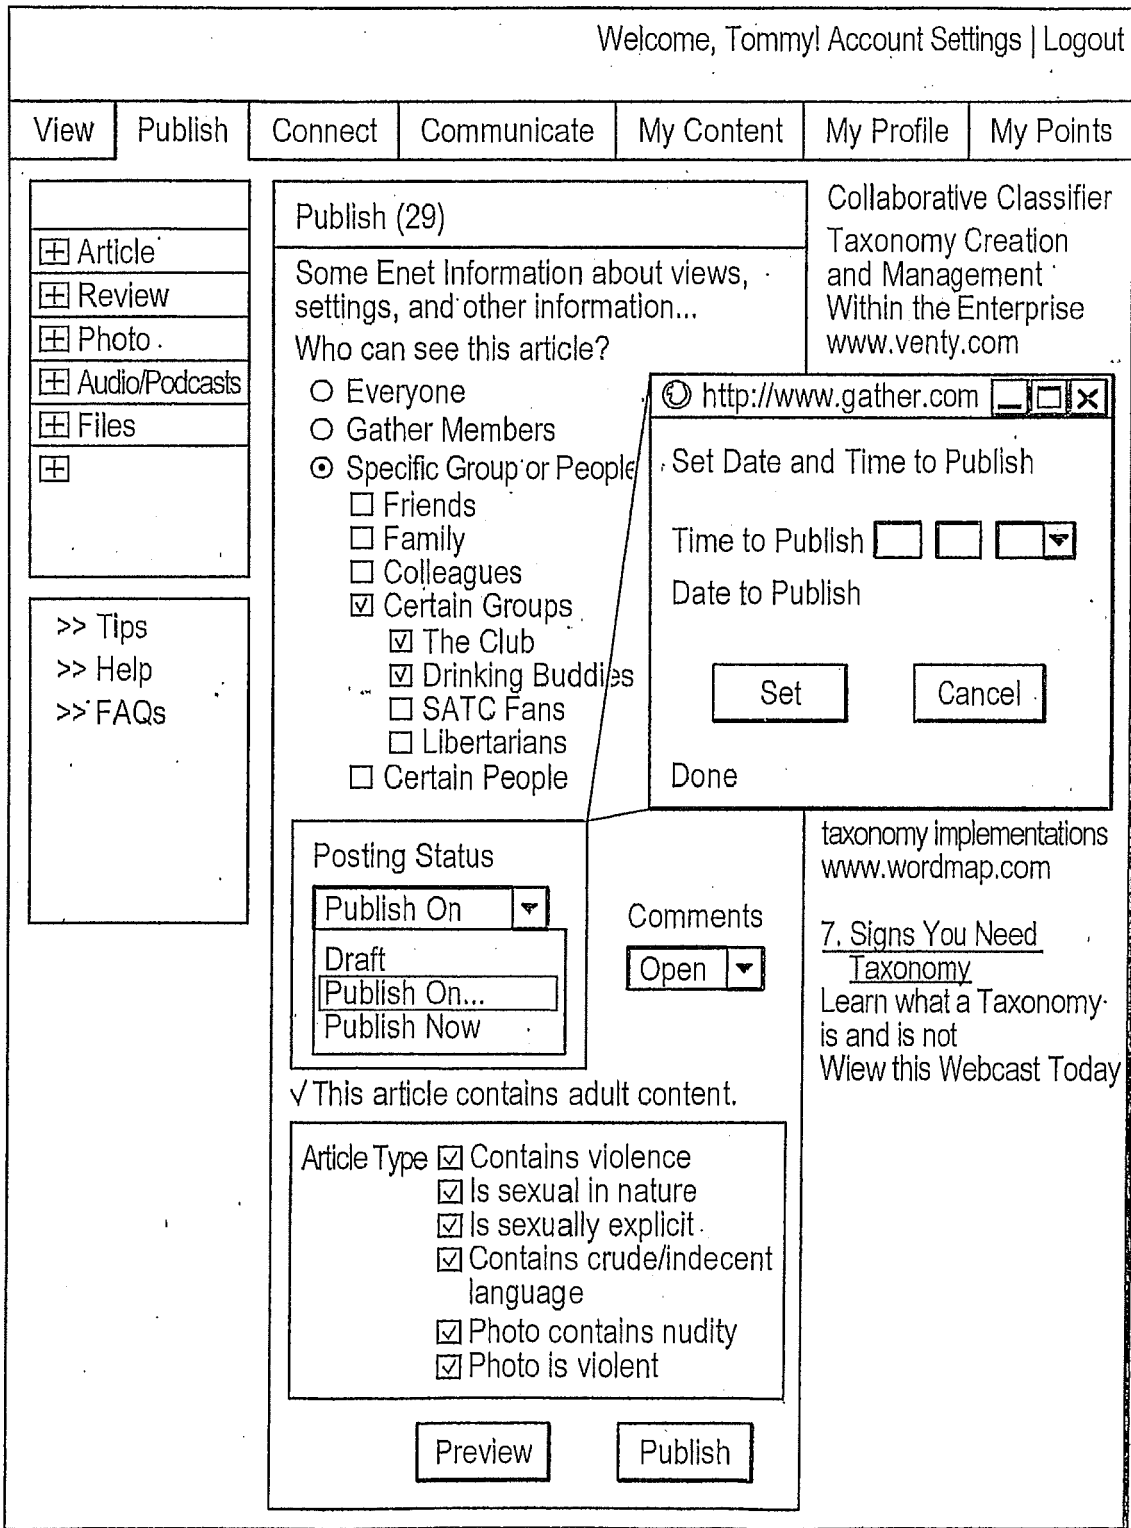 Welcome, Tommy! Account Settings | Logout
View
Publish
Connect
Communicate
My Content
My Profile
My Points
Article
Review
Photo
Audio/Podcasts
Files
>> Tips
>> Help
>> FAQs
Publish (29)
Some Enet Information about views,
settings, and other information...
Who can see this article?
Everyone
Gather Members
Specific Group or People
Friends
Family
Colleagues
Certain Groups
The Club
Drinking Buddies
SATC Fans
Libertarians
Certain People
Posting Status
Publish On
Draft
Publish On...
Publish Now
Comments
Open
√ This article contains adult content.
Article Type
Contains violence
Is sexual in nature
Is sexually explicit
Contains crude/indecent
language
Photo contains nudity
Photo is violent
Preview
Publish
Collaborative Classifier
Taxonomy Creation
and Management
Within the Enterprise
www.venty.com
http://www.gather.com
Set Date and Time to Publish
Time to Publish
Date to Publish
Set
Cancel
Done
taxonomy implementations
www.wordmap.com
7. Signs You Need
Taxonomy
Learn what a Taxonomy
is and is not
Wiew this Webcast Today